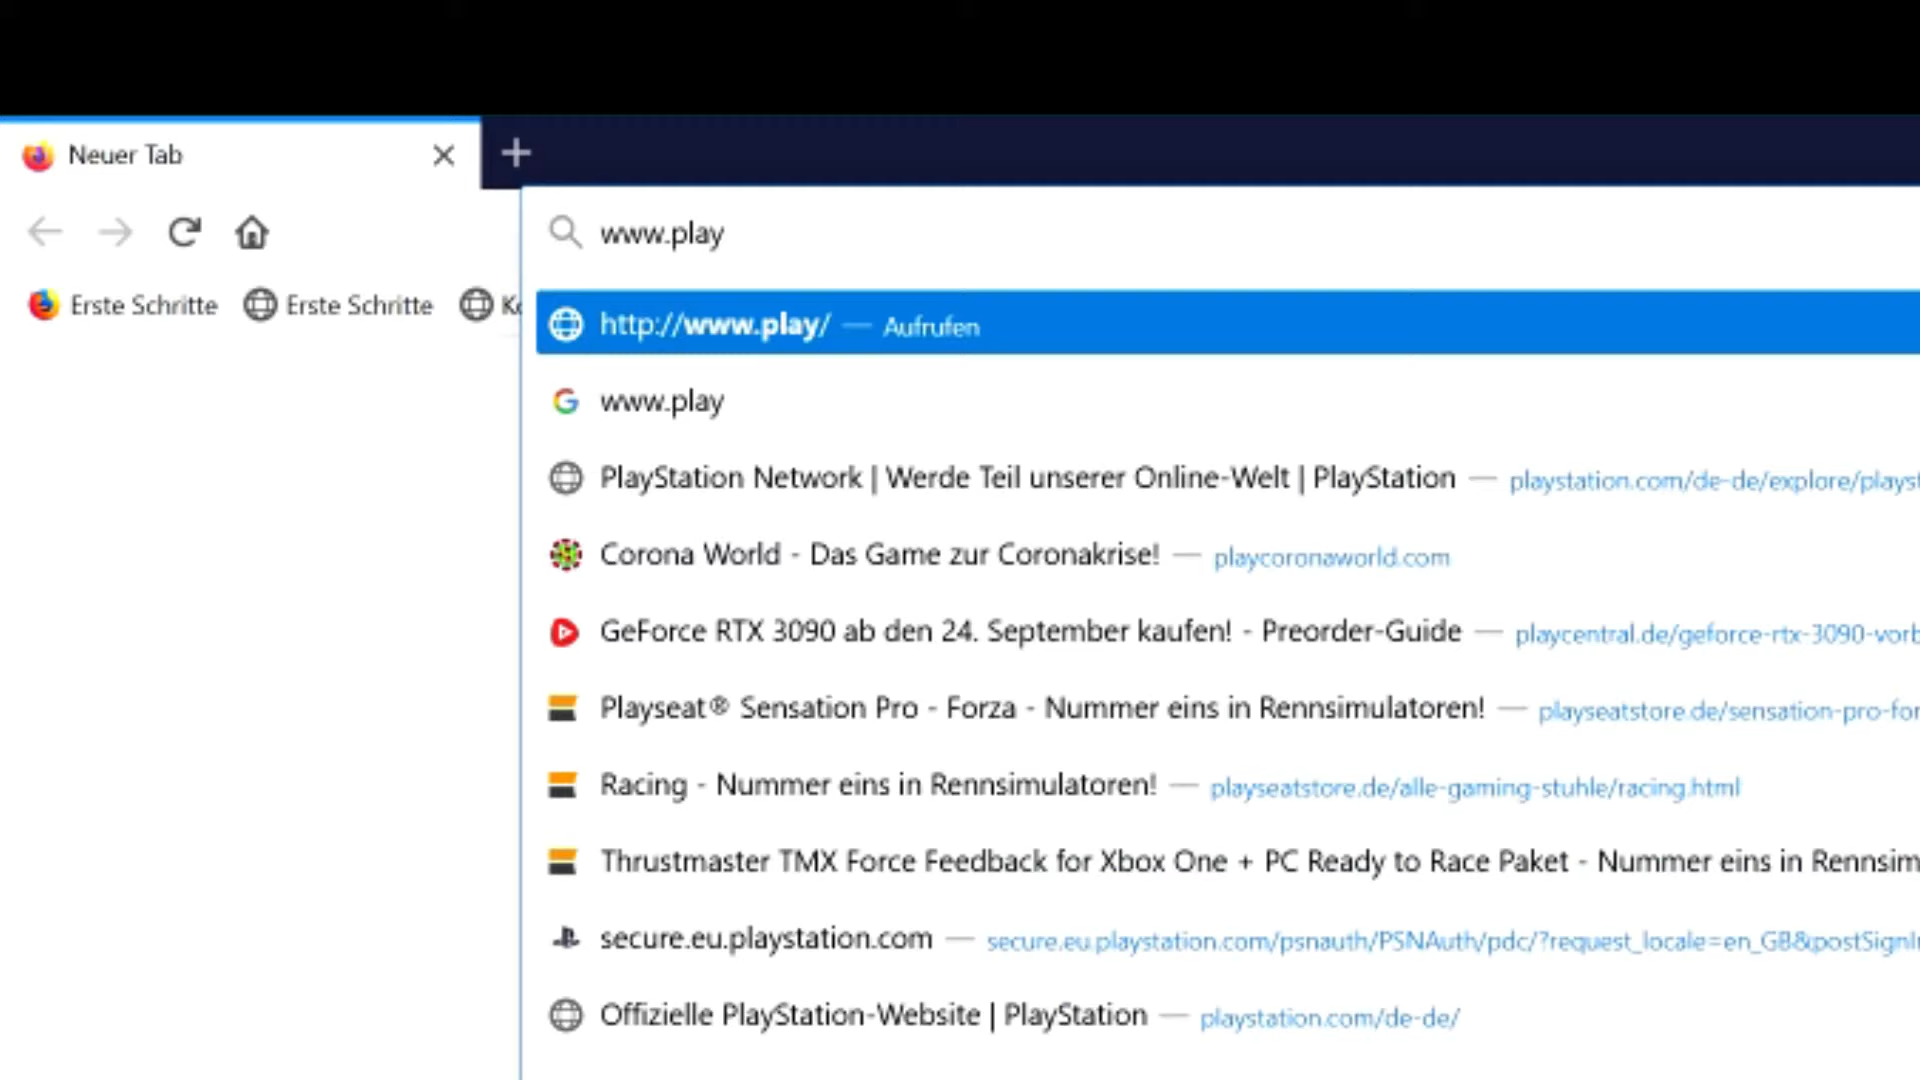 Neuer Tab
www.play
Erste Schritte Erste Schritte
http://www.play/ — Aufrufen
www.play
PlayStation Network | Werde Teil unserer Online-Welt | PlayStation — playstation.com/de-de/explore/playst
Corona World - Das Game zur Coronakrise! — playcoronaworld.com
GeForce RTX 3090 ab den 24. September kaufen! - Preorder-Guide — playcentral.de/geforce-rtx-3090-vorb
Playseat® Sensation Pro - Forza - Nummer eins in Rennsimulatoren! — playseatstore.de/sensation-pro-for
Racing - Nummer eins in Rennsimulatoren! — playseatstore.de/alle-gaming-stuhle/racing.html
Thrustmaster TMX Force Feedback for Xbox One + PC Ready to Race Paket - Nummer eins in Rennsim
secure.eu.playstation.com — secure.eu.playstation.com/psnauth/PSNAuth/pdc/?request_locale=en_GB&postSignI
Offizielle PlayStation-Website | PlayStation — playstation.com/de-de/